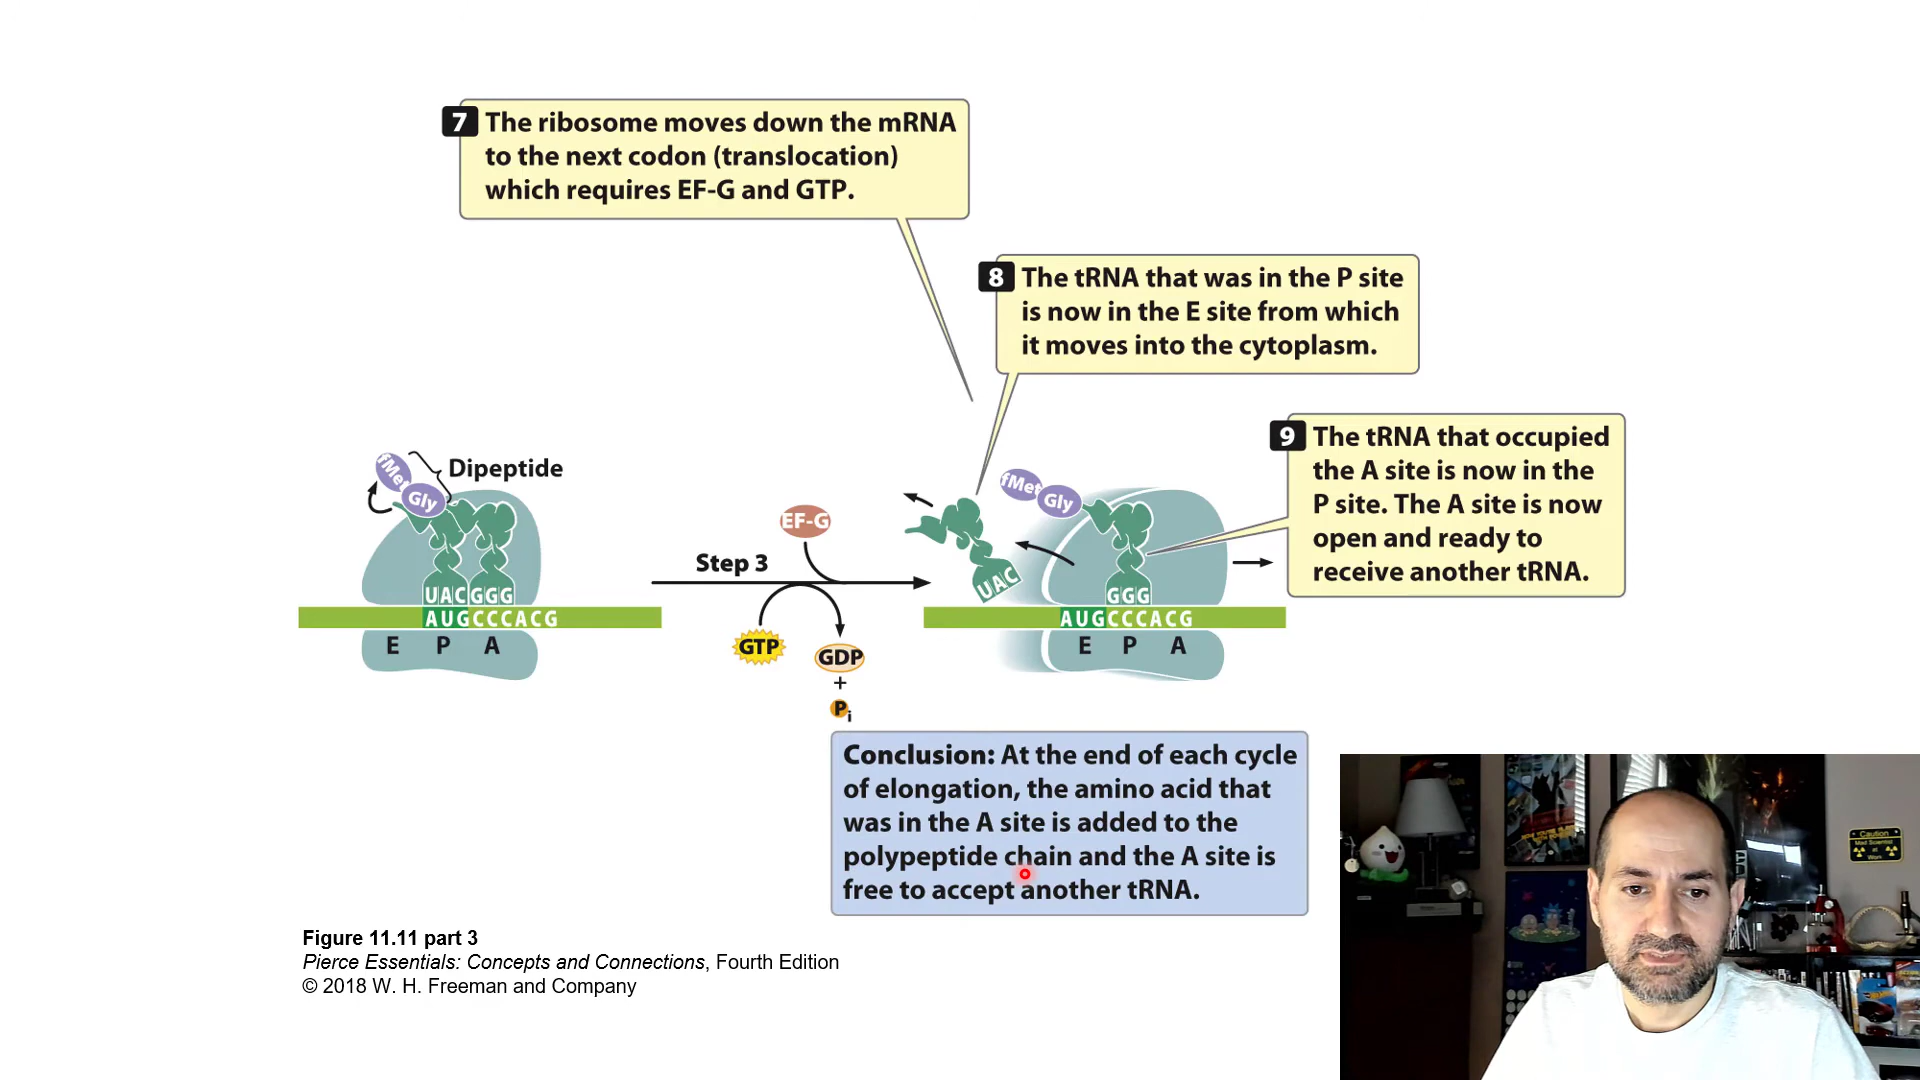 7 The ribosome moves down the mRNA
to the next codon (translocation)
which requires EF-G and GTP.
8 The tRNA that was in the P site
is now in the E site from which
it moves into the cytoplasm.
9 The tRNA that occupied
the A site is now in the
P site. The A site is now
open and ready to
receive another tRNA.
fMet
Gly
Dipeptide
UACGGG
AUGCCCACG
E P A
Step 3
EF-G
GTP
GDP
+
Pi
fMet
Gly
UAC
GGG
AUGCCCACG
E P A
Conclusion: At the end of each cycle
of elongation, the amino acid that
was in the A site is added to the
polypeptide chain and the A site is
free to accept another tRNA.
Figure 11.11 part 3
Pierce Essentials: Concepts and Connections, Fourth Edition
© 2018 W. H. Freeman and Company
Caution
Mad Scientist
at
Work